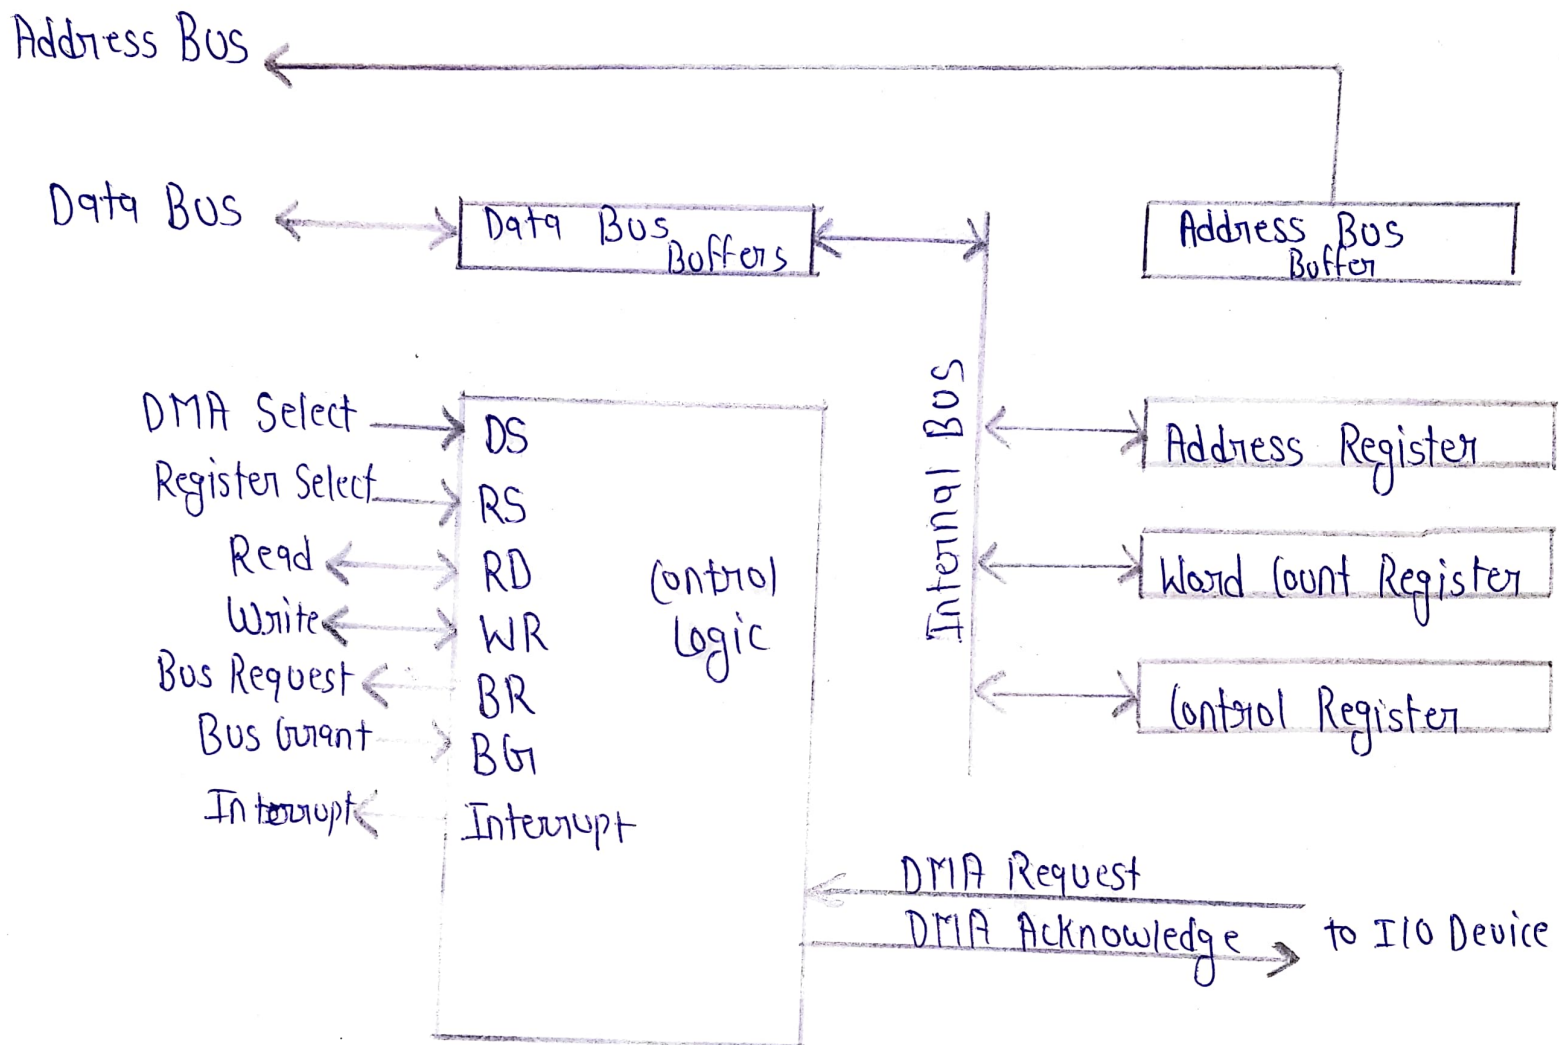 Address Bus
Data Bus
Data Bus
Buffers
Address Bus
Buffer
DMA Select
DS
Register Select
RS
Read
RD
Write
WR
Control
Logic
Bus Request
BR
Bus Grant
BG
Interrupt
Interrupt
Internal Bus
Address Register
Word Count Register
Control Register
DMA Request
DMA Acknowledge
to I/O Device